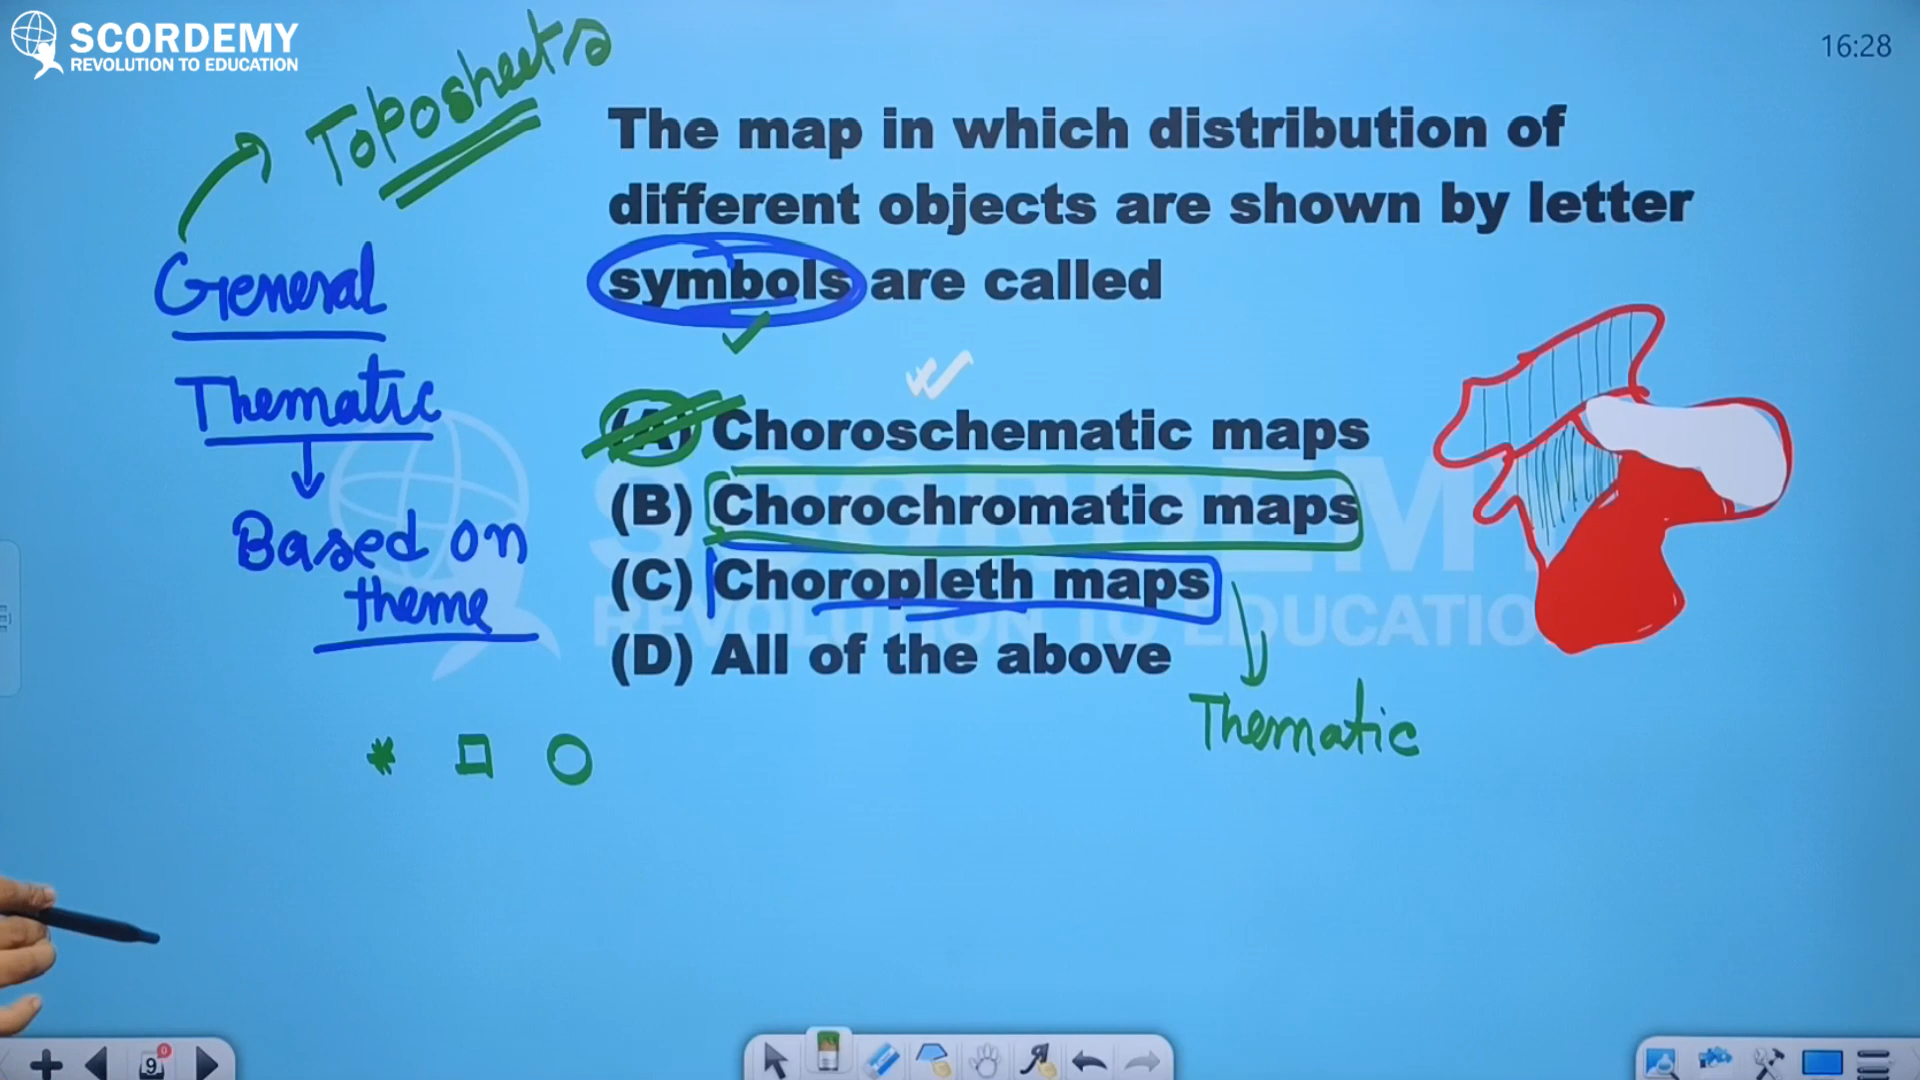 SCORDEMY
REVOLUTION TO EDUCATION
16:28
Toposheets
The map in which distribution of
different objects are shown by letter
symbols are called
General
Thematic
Based on
theme
(A) Choroschematic maps
(B) Chorochromatic maps
(C) Choropleth maps
(D) All of the above
Thematic
9
0